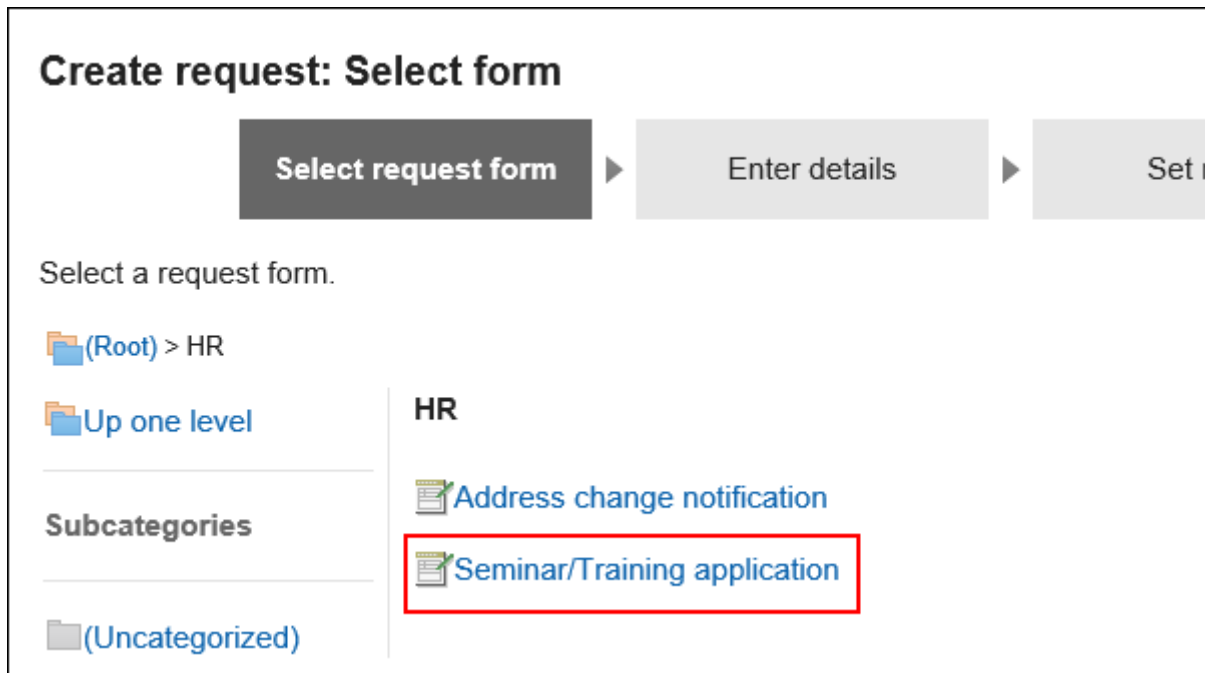 Create request: Select form
Select request form
Enter details
Set
Select a request form.
(Root) > HR
Up one level
HR
Address change notification
Subcategories
Seminar/Training application
(Uncategorized)